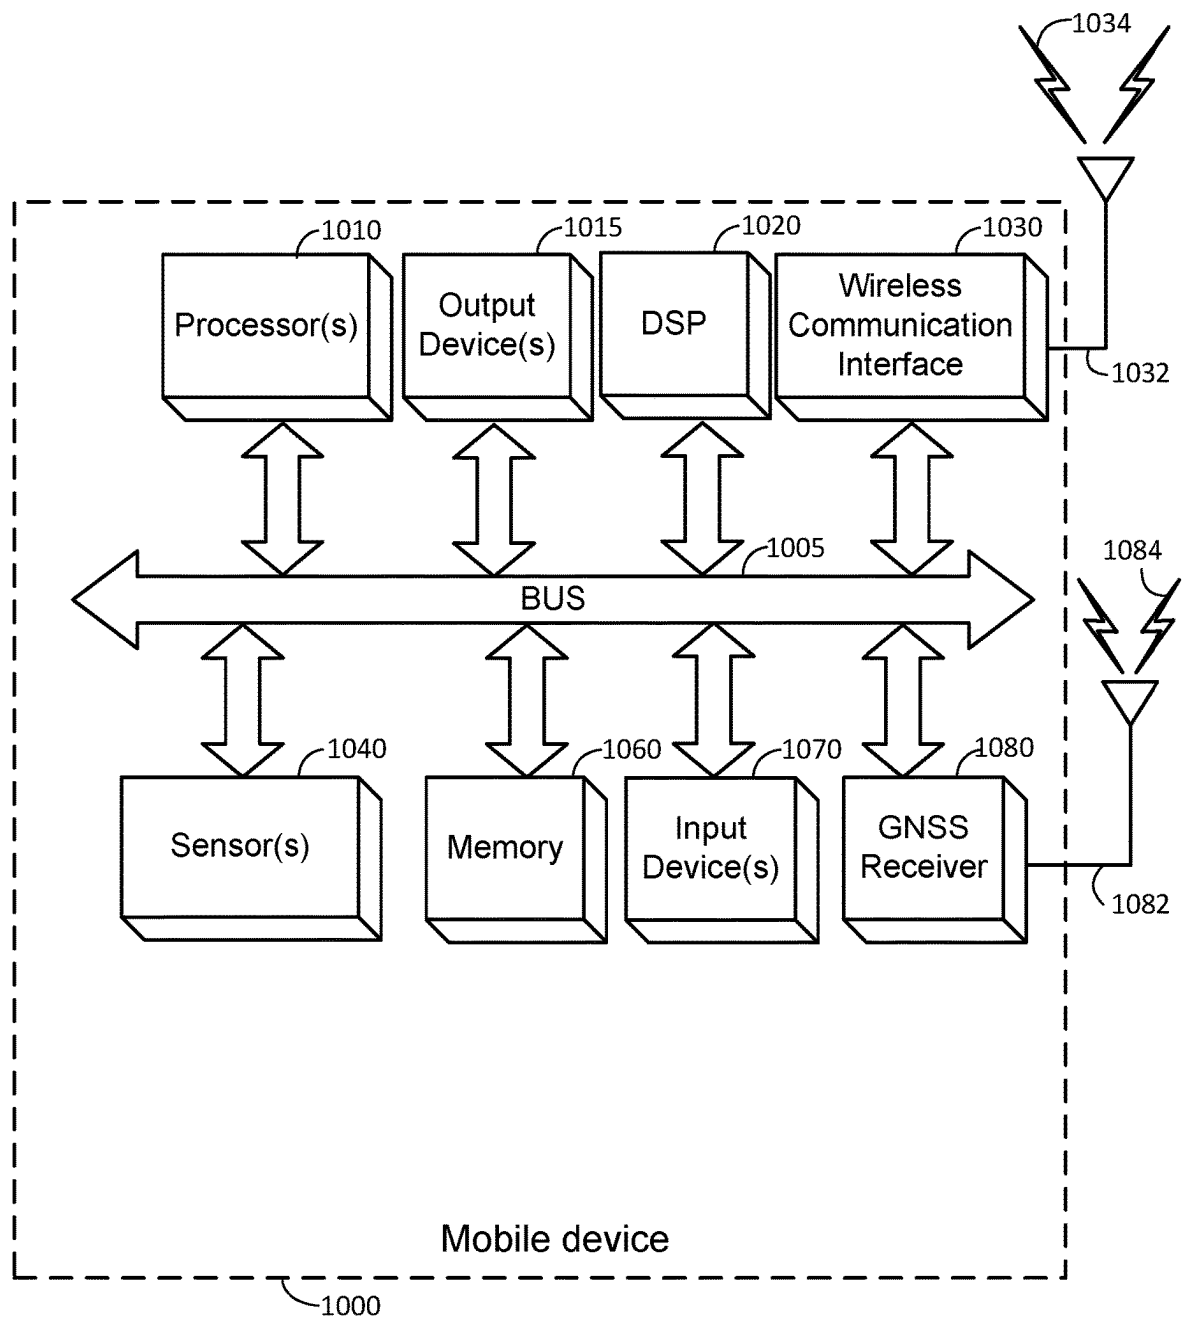 1034
1010
1015
1020
1030
Processor(s)
Output
Device(s)
DSP
Wireless
Communication
Interface
1032
1005
BUS
1084
1040
1060
1070
1080
Sensor(s)
Memory
Input
Device(s)
GNSS
Receiver
1082
Mobile device
1000